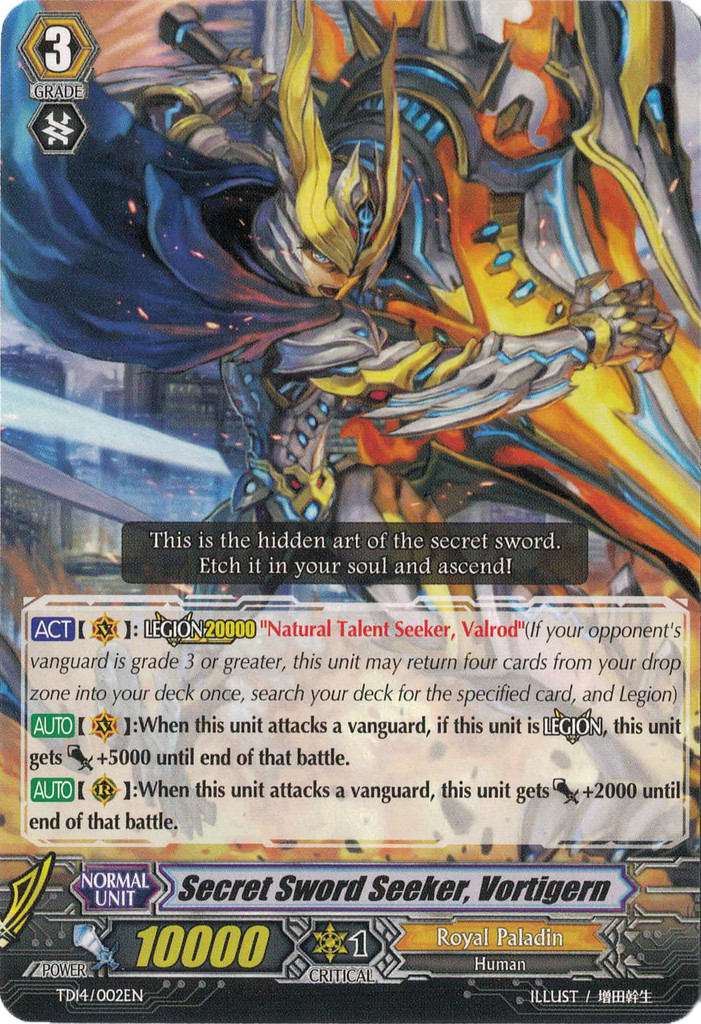 3
GRADE
This is the hidden art of the secret sword.
Etch it in your soul and ascend!
ACT【 V 】: LEGION 20000 "Natural Talent Seeker, Valrod"(If your opponent's
vanguard is grade 3 or greater, this unit may return four cards from your drop
zone into your deck once, search your deck for the specified card, and Legion)
AUTO【 V 】:When this unit attacks a vanguard, if this unit is LEGION, this unit
gets +5000 until end of that battle.
AUTO【 R 】:When this unit attacks a vanguard, this unit gets +2000 until
end of that battle.
NORMAL
UNIT
Secret Sword Seeker, Vortigern
POWER
10000
1
CRITICAL
Royal Paladin
Human
TD14/002EN
ILLUST / 増田幹生